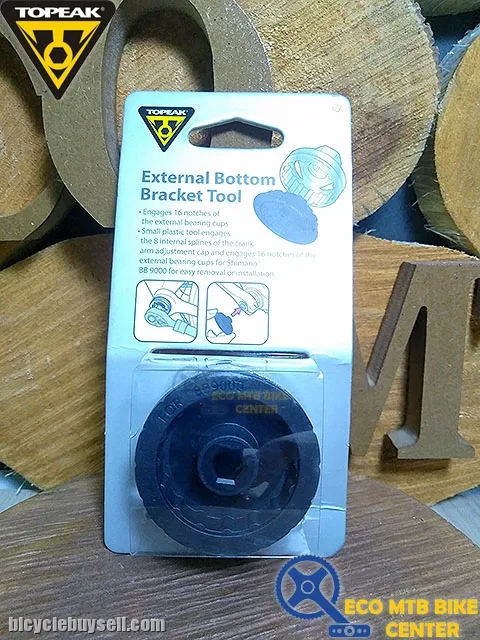 TOPEAK
TOPEAK
External Bottom
Bracket Tool
• Engages 16 notches of
the external bearing cups
• Small plastic tool engages
the 8 internal splines of the crank
arm adjustment cap and engages 16 notches of the
external bearing cups for Shimano
BB 9000 for easy removal or installation
FOR BB9000
ECO MTB BIKE
CENTER
M
bicyclebuysell.com
ECO MTB BIKE
CENTER